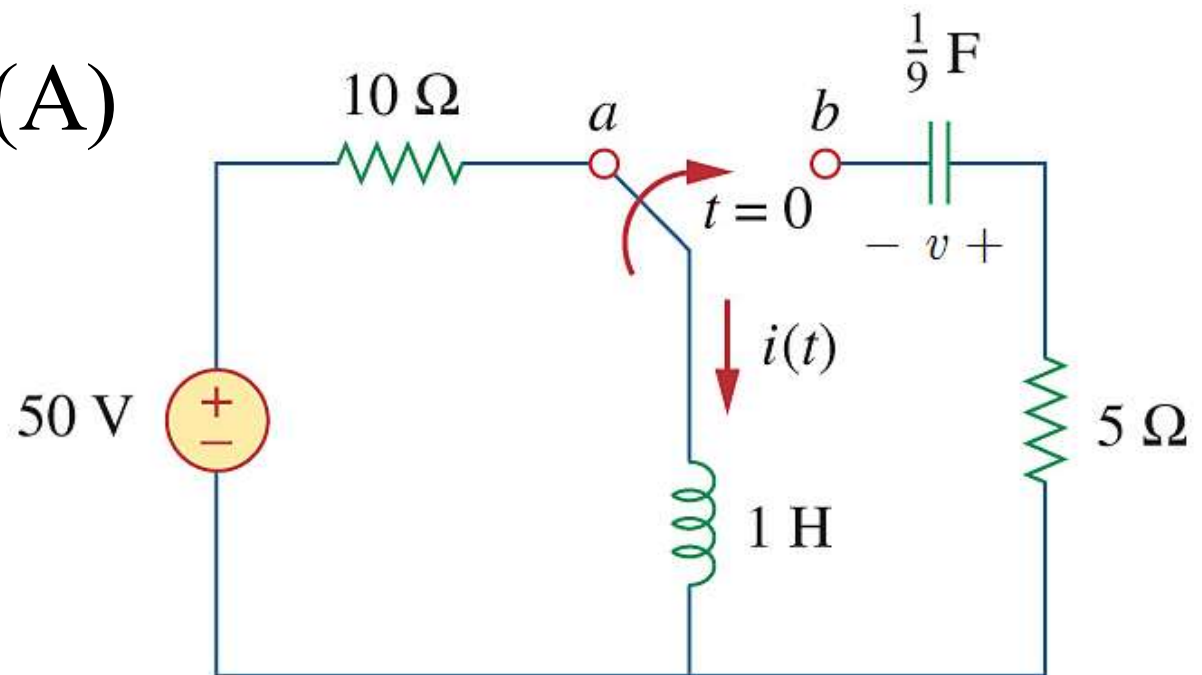 (A)
10 Ω
a
b
1/9 F
t = 0
− v +
i(t)
50 V
+
−
5 Ω
1 H